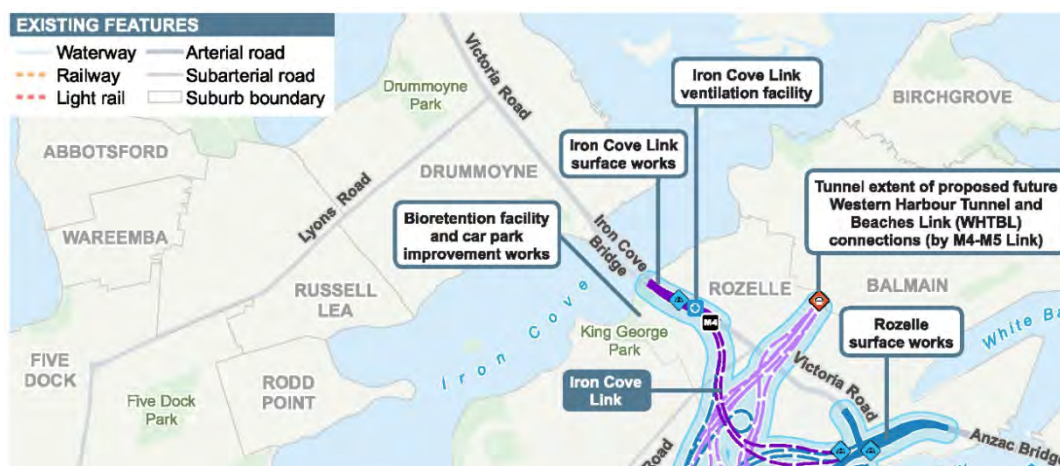 EXISTING FEATURES
Waterway
Arterial road
Railway
Subarterial road
Light rail
Suburb boundary
Victoria Road
Drummoyne
Park
Iron Cove Link
ventilation facility
BIRCHGROVE
ABBOTSFORD
Iron Cove Link
surface works
DRUMMOYNE
Lyons Road
Tunnel extent of proposed future
Western Harbour Tunnel and
Beaches Link (WHTBL)
connections (by M4-M5 Link)
Bioretention facility
and car park
improvement works
WAREEMBA
Iron Cove
Bridge
ROZELLE
BALMAIN
RUSSELL
LEA
Iron Cove
M4
King George
Park
White Ba
Rozelle
surface works
FIVE
DOCK
RODD
POINT
Five Dock
Park
Iron Cove
Link
Victoria Road
Road
Anzac Bridge